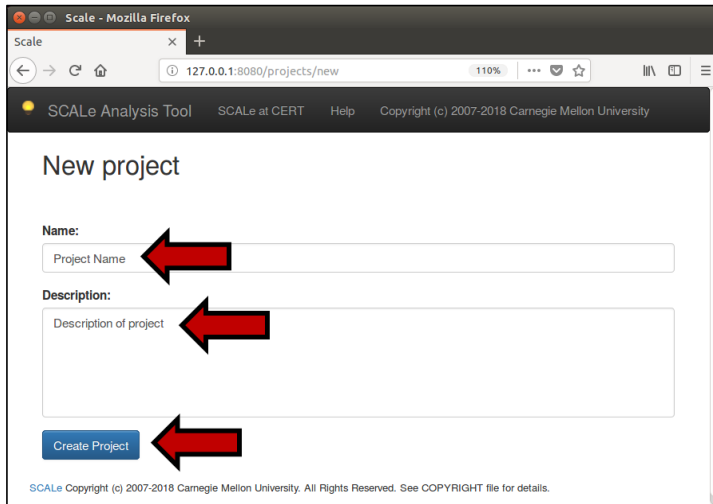 Scale - Mozilla Firefox
Scale
127.0.0.1:8080/projects/new 110%
SCALe Analysis Tool SCALe at CERT Help Copyright (c) 2007-2018 Carnegie Mellon University
New project
Name:
Project Name
Description:
Description of project
Create Project
SCALe Copyright (c) 2007-2018 Carnegie Mellon University. All Rights Reserved. See COPYRIGHT file for details.